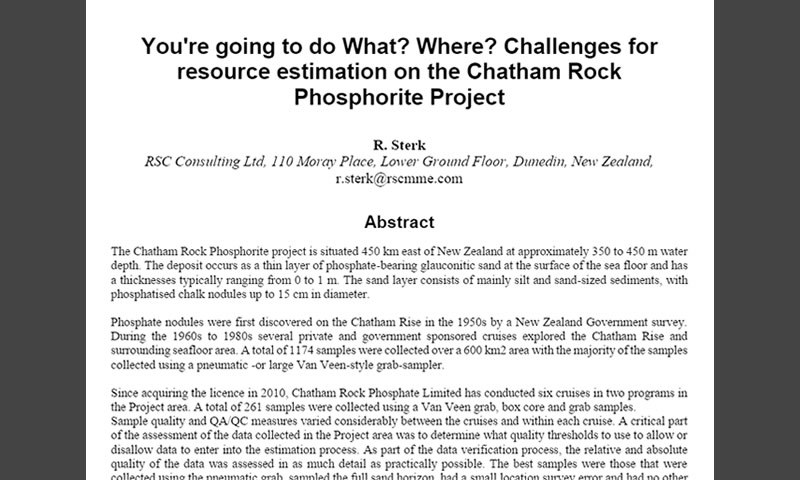 You're going to do What? Where? Challenges for
resource estimation on the Chatham Rock
Phosphorite Project
R. Sterk
RSC Consulting Ltd, 110 Moray Place, Lower Ground Floor, Dunedin, New Zealand,
r.sterk@rscmme.com
Abstract
The Chatham Rock Phosphorite project is situated 450 km east of New Zealand at approximately 350 to 450 m water
depth. The deposit occurs as a thin layer of phosphate-bearing glauconitic sand at the surface of the sea floor and has
a thicknesses typically ranging from 0 to 1 m. The sand layer consists of mainly silt and sand-sized sediments, with
phosphatised chalk nodules up to 15 cm in diameter.
Phosphate nodules were first discovered on the Chatham Rise in the 1950s by a New Zealand Government survey.
During the 1960s to 1980s several private and government sponsored cruises explored the Chatham Rise and
surrounding seafloor area. A total of 1174 samples were collected over a 600 km2 area with the majority of the samples
collected using a pneumatic -or large Van Veen-style grab-sampler.
Since acquiring the licence in 2010, Chatham Rock Phosphate Limited has conducted six cruises in two programs in
the Project area. A total of 261 samples were collected using a Van Veen grab, box core and grab samples.
Sample quality and QA/QC measures varied considerably between the cruises and within each cruise. A critical part
of the assessment of the data collected in the Project area was to determine what quality thresholds to use to allow or
disallow data to enter into the estimation process. As part of the data verification process, the relative and absolute
quality of the data was assessed in as much detail as practically possible. The best samples were those that were
collected using the pneumatic grab, sampled the full sand horizon, had a small location survey error and had no other